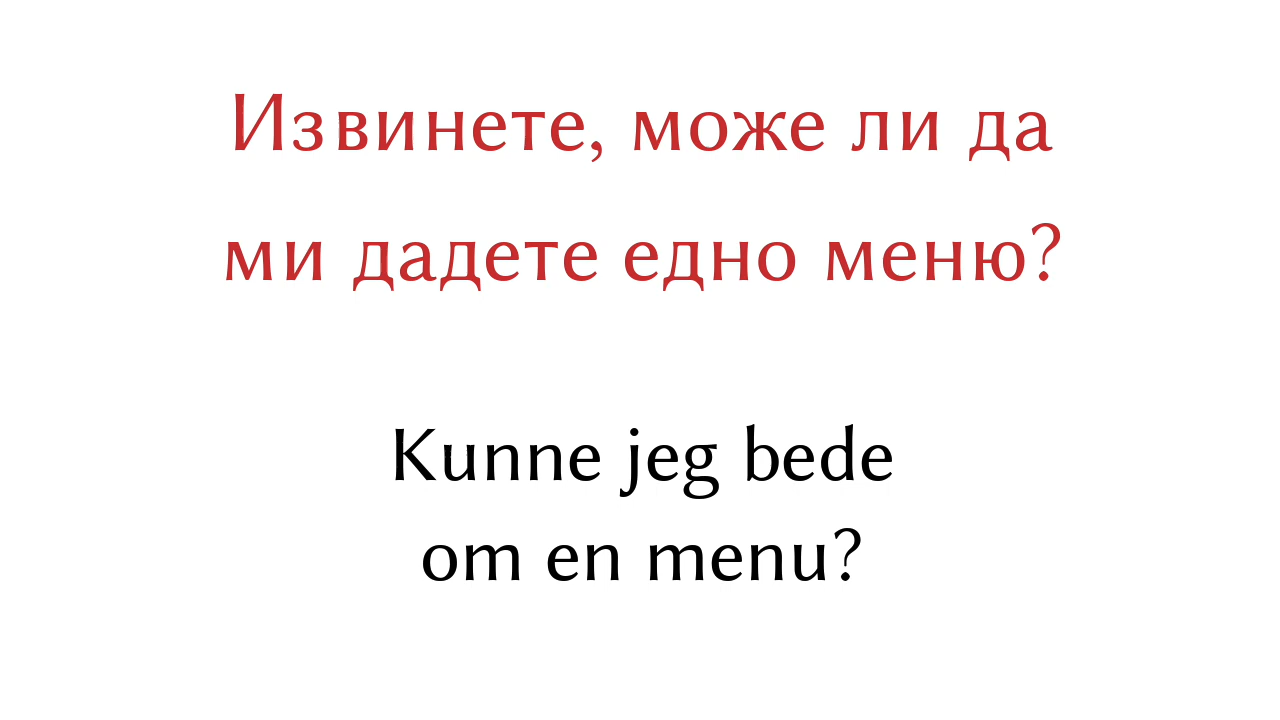 Извинете, може ли да
ми дадете едно меню?
Kunne jeg bede
om en menu?